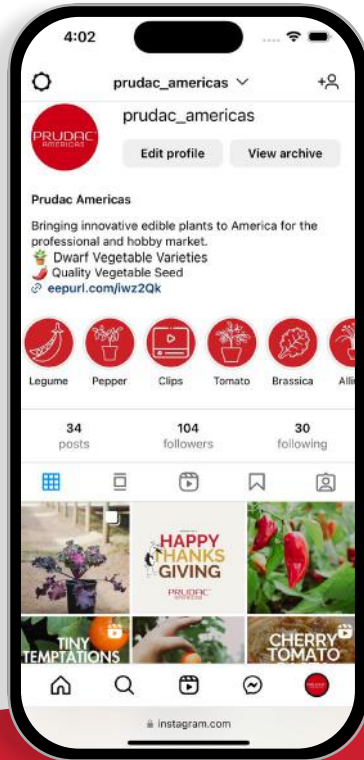 4:02
prudac_americas
PRUDAC
AMERICAS
prudac_americas
Edit profile
View archive
Prudac Americas
Bringing innovative edible plants to America for the
professional and hobby market.
Dwarf Vegetable Varieties
Quality Vegetable Seed
eepurl.com/iwz2Qk
Legume
Pepper
Clips
Tomato
Brassica
Alli
34
posts
104
followers
30
following
HAPPY
THANKS
GIVING
PRUDAC
AMERICAS
TINY
TEMPTATIONS
CHERRY
TOMATO
instagram.com